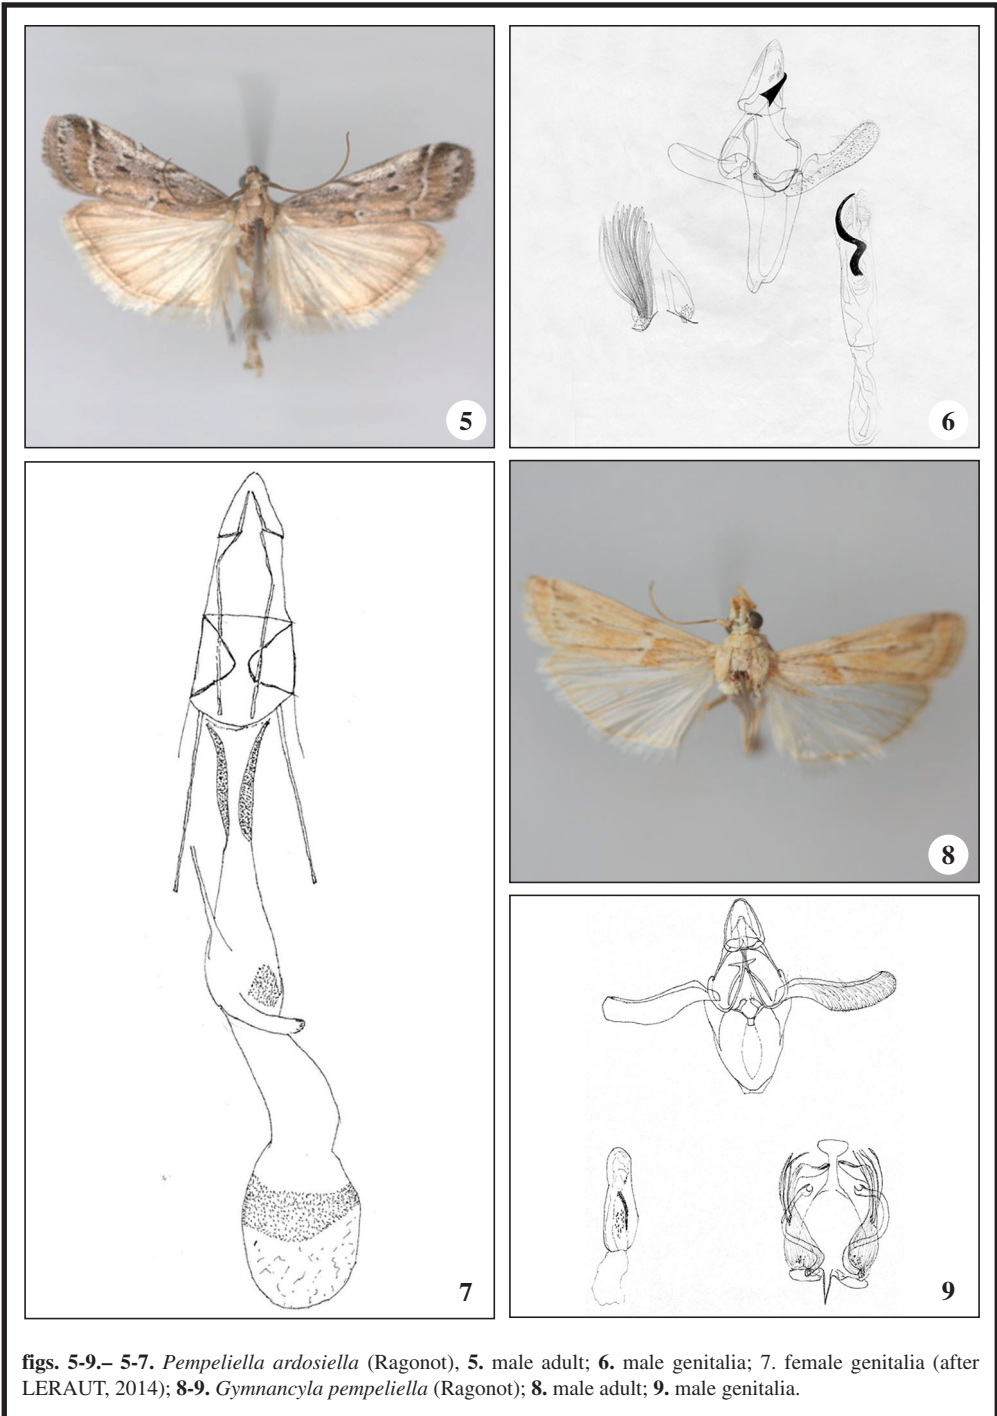 5
6
7
8
9
figs. 5-9.– 5-7. Pempeliella ardosiella (Ragonot), 5. male adult; 6. male genitalia; 7. female genitalia (after
LERAUT, 2014); 8-9. Gymnancyla pempeliella (Ragonot); 8. male adult; 9. male genitalia.